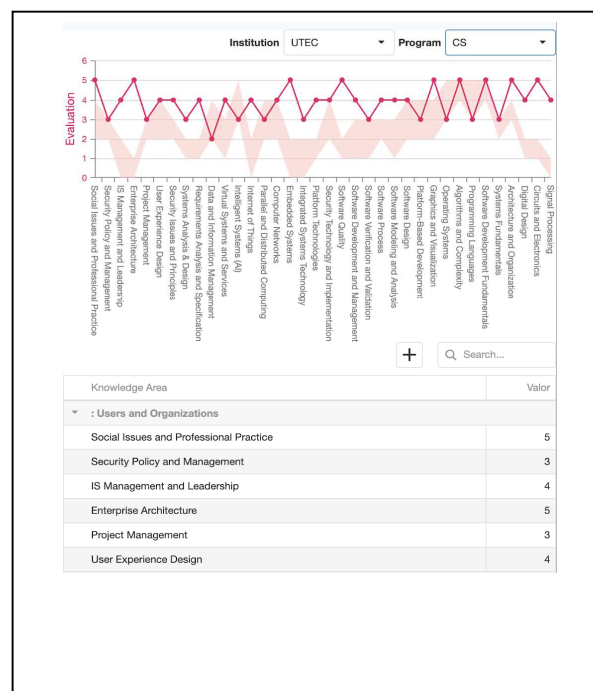 Institution UTEC Program CS
Evaluation
6
5
4
3
2
1
0
Social Issues and Professional Practice
Security Policy and Management
IS Management and Leadership
Enterprise Architecture
Project Management
User Experience Design
Security Issues and Principles
Systems Analysis & Design
Requirements Analysis and Specification
Data and Information Management
Virtual Systems and Services
Intelligent Systems (AI)
Internet of Things
Parallel and Distributed Computing
Computer Networks
Embedded Systems
Integrated Systems Technology
Platform Technologies
Security Technology and Implementation
Software Quality
Software Development and Management
Software Verification and Validation
Software Process
Software Modeling and Analysis
Software Design
Platform-Based Development
Graphics and Visualization
Operating Systems
Algorithms and Complexity
Programming Languages
Software Development Fundamentals
Systems Fundamentals
Architecture and Organization
Digital Design
Circuits and Electronics
Signal Processing
Search...
Knowledge Area Valor
: Users and Organizations
Social Issues and Professional Practice 5
Security Policy and Management 3
IS Management and Leadership 4
Enterprise Architecture 5
Project Management 3
User Experience Design 4